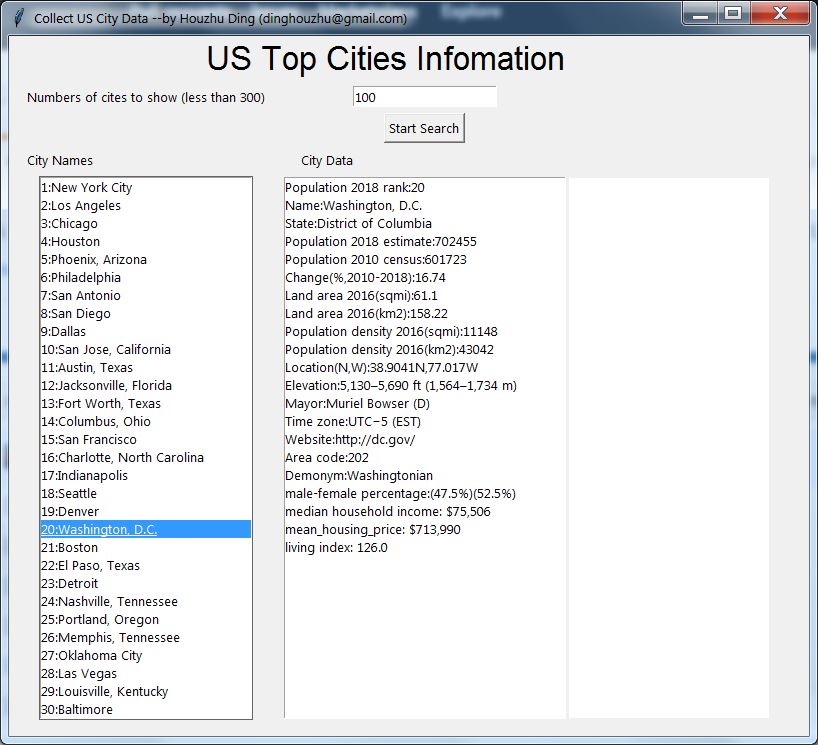 Collect US City Data --by Houzhu Ding (dinghouzhu@gmail.com)
US Top Cities Infomation
Numbers of cites to show (less than 300)
100
Start Search
City Names
City Data
1:New York City
2:Los Angeles
3:Chicago
4:Houston
5:Phoenix, Arizona
6:Philadelphia
7:San Antonio
8:San Diego
9:Dallas
10:San Jose, California
11:Austin, Texas
12:Jacksonville, Florida
13:Fort Worth, Texas
14:Columbus, Ohio
15:San Francisco
16:Charlotte, North Carolina
17:Indianapolis
18:Seattle
19:Denver
20:Washington, D.C.
21:Boston
22:El Paso, Texas
23:Detroit
24:Nashville, Tennessee
25:Portland, Oregon
26:Memphis, Tennessee
27:Oklahoma City
28:Las Vegas
29:Louisville, Kentucky
30:Baltimore
Population 2018 rank:20
Name:Washington, D.C.
State:District of Columbia
Population 2018 estimate:702455
Population 2010 census:601723
Change(%,2010-2018):16.74
Land area 2016(sqmi):61.1
Land area 2016(km2):158.22
Population density 2016(sqmi):11148
Population density 2016(km2):43042
Location(N,W):38.9041N,77.017W
Elevation:5,130–5,690 ft (1,564–1,734 m)
Mayor:Muriel Bowser (D)
Time zone:UTC−5 (EST)
Website:http://dc.gov/
Area code:202
Demonym:Washingtonian
male-female percentage:(47.5%)(52.5%)
median household income: $75,506
mean_housing_price: $713,990
living index: 126.0